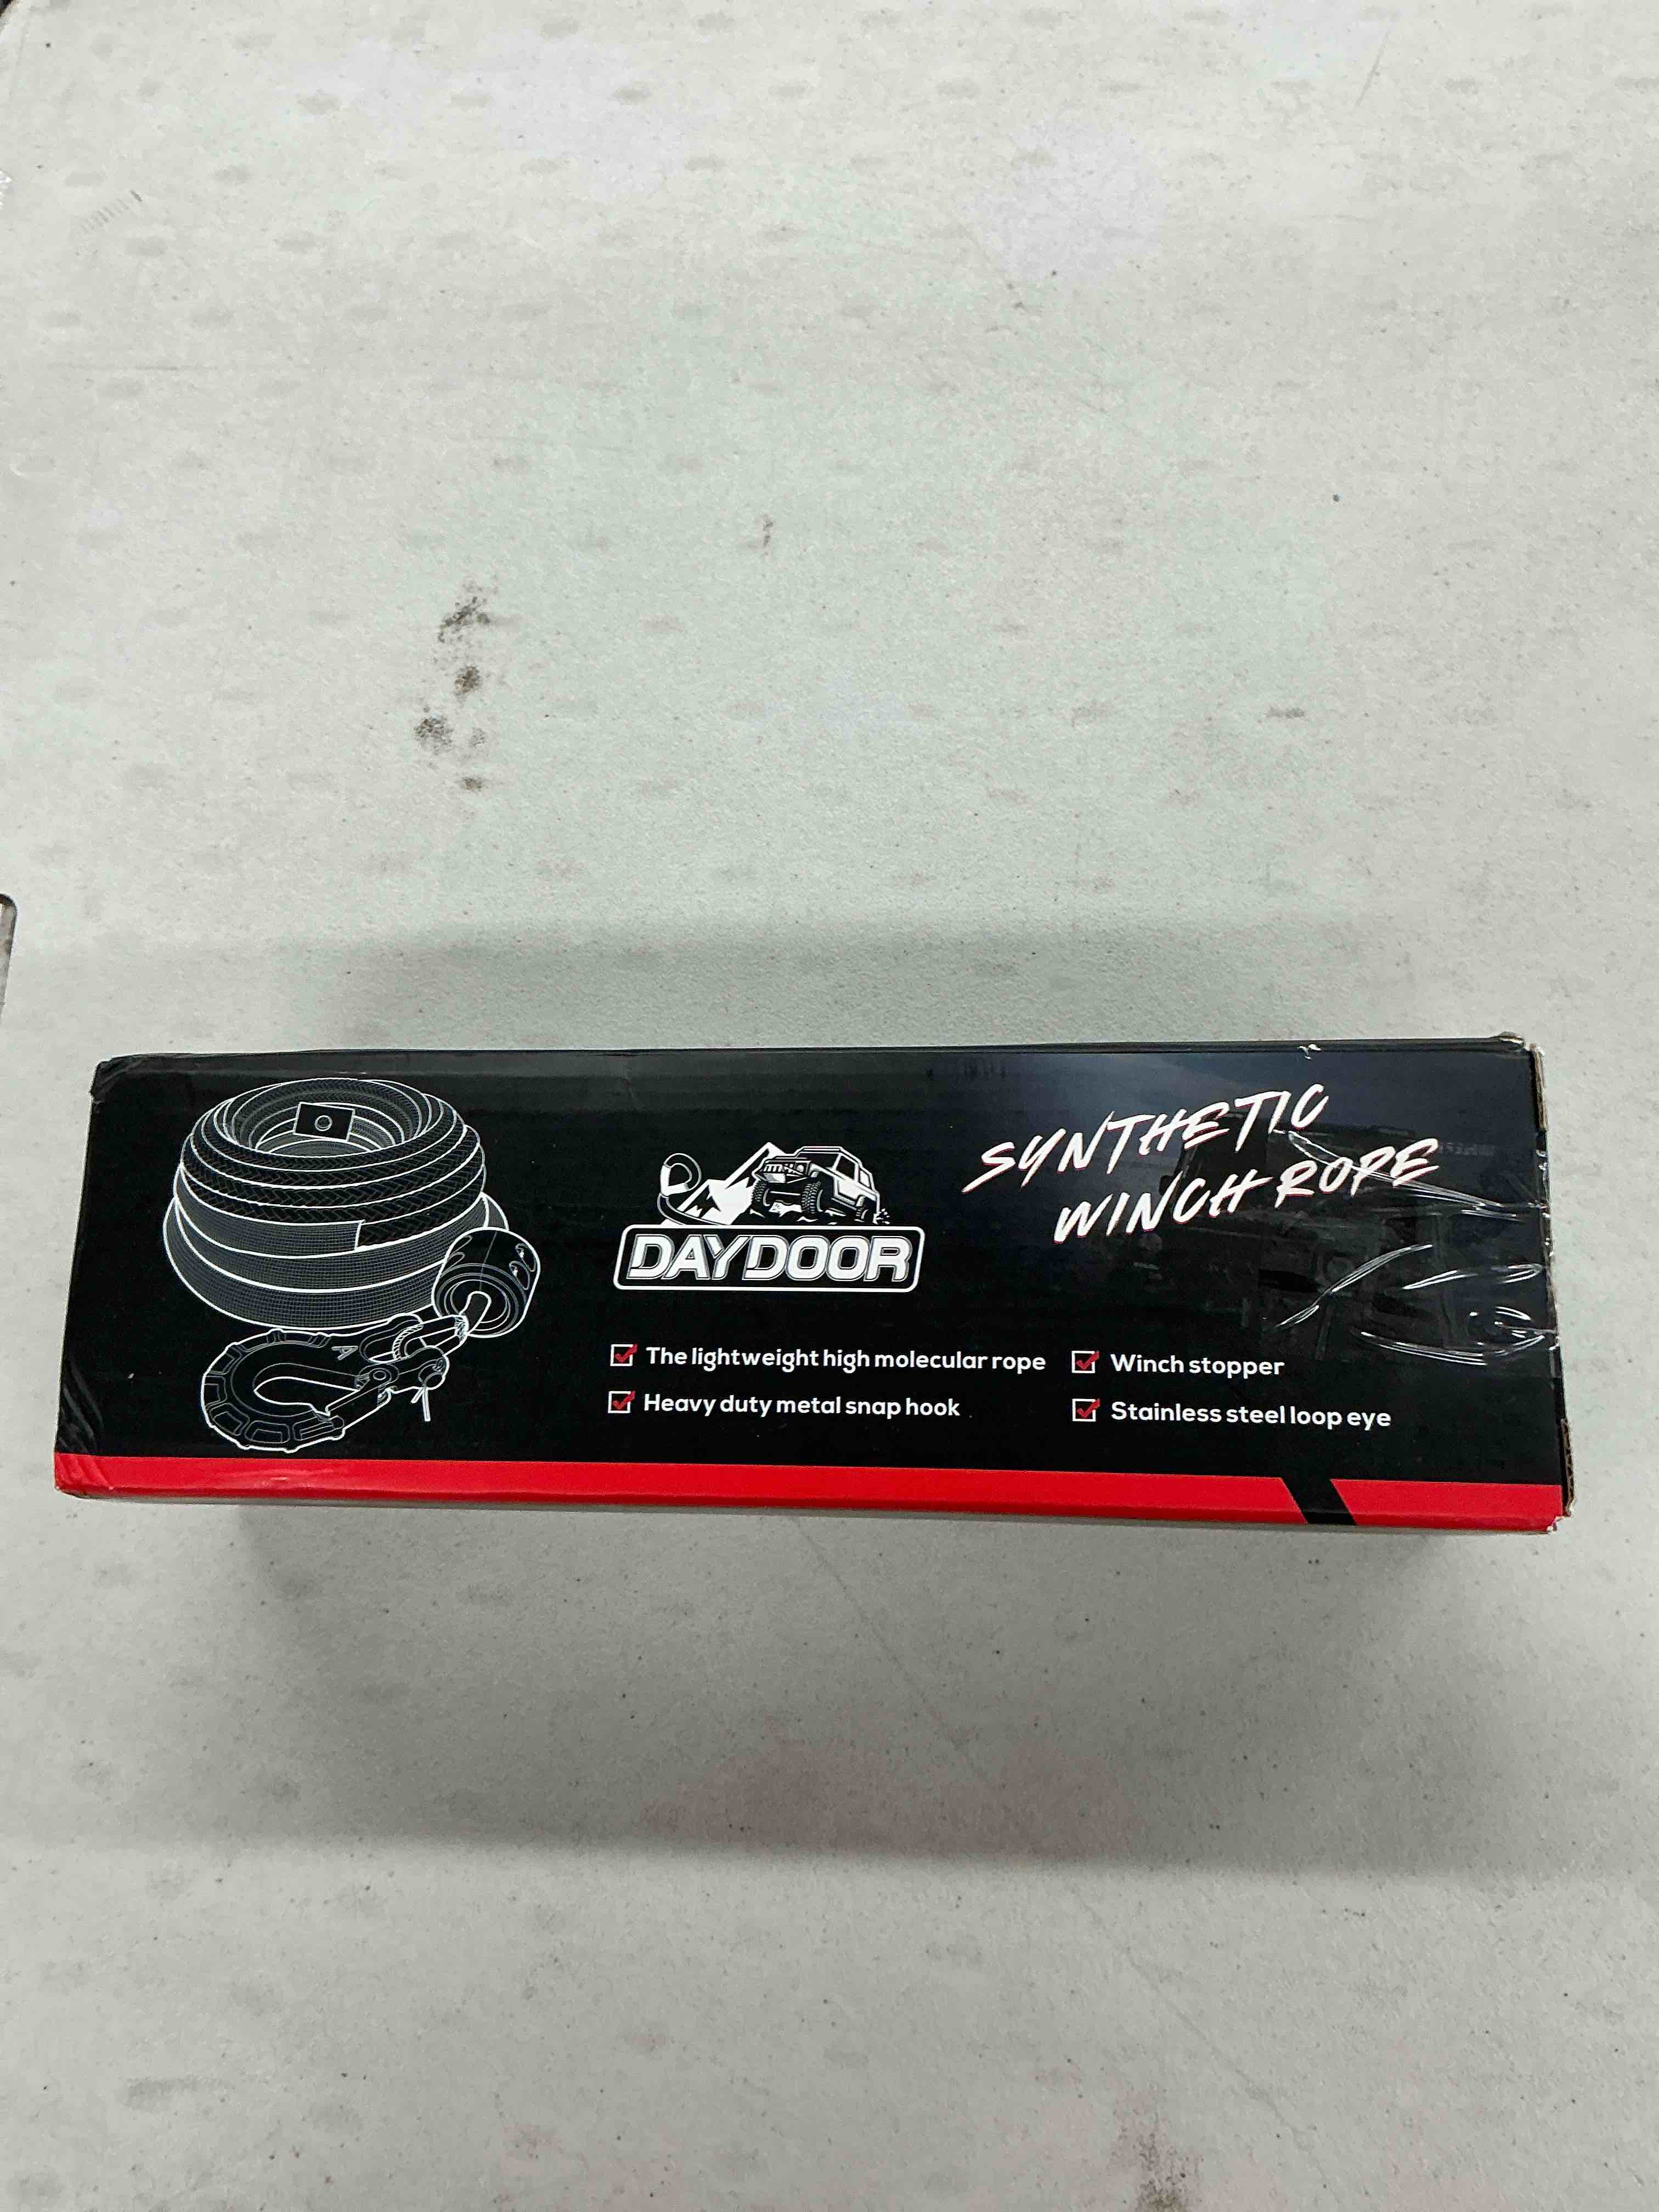 SYNTHETIC
WINCH ROPE
DAYDOOR
The lightweight high molecular rope
Winch stopper
Heavy duty metal snap hook
Stainless steel loop eye